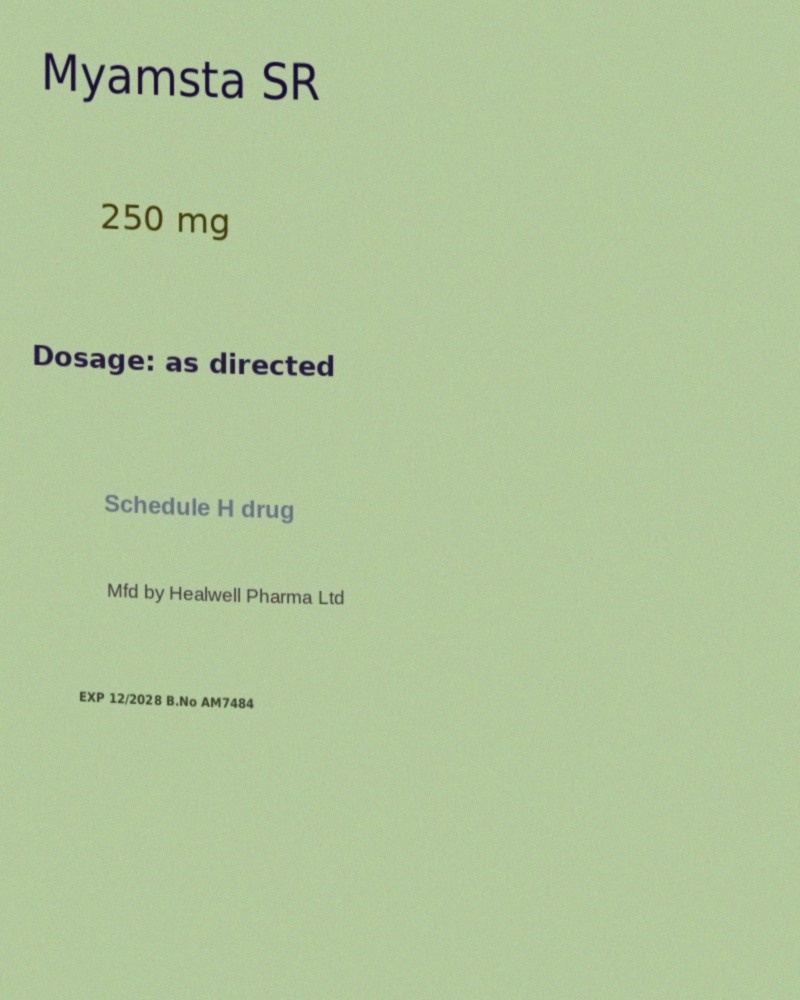 Myamsta SR
250 mg
Dosage: as directed
Schedule H drug
Mfd by Healwell Pharma Ltd
EXP 12/2028 B.No AM7484